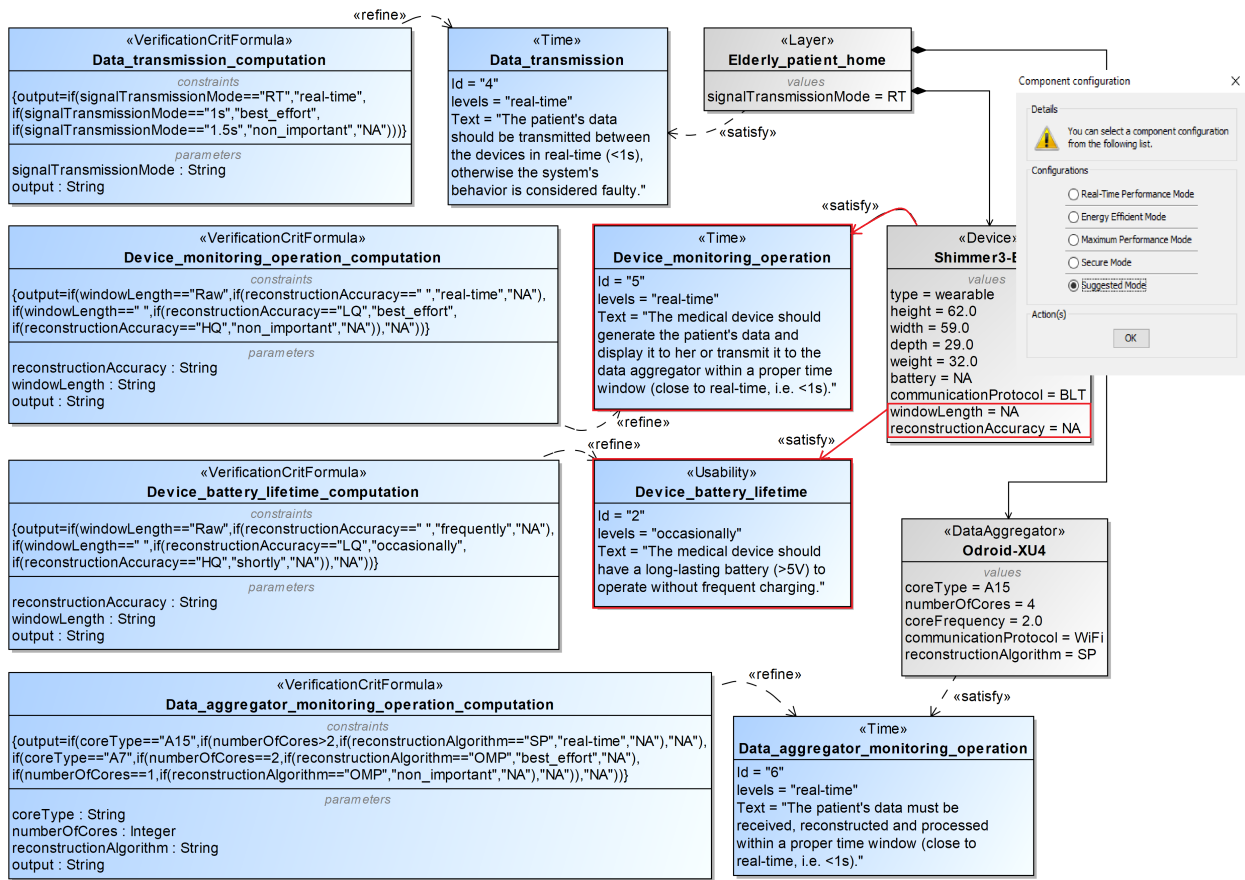 «refine»
«VerificationCritFormula»
Data_transmission_computation
constraints
{output=if(signalTransmissionMode=="RT","real-time",
if(signalTransmissionMode=="1s","best_effort",
if(signalTransmissionMode=="1.5s","non_important","NA")))}
parameters
signalTransmissionMode : String
output : String
«Time»
Data_transmission
Id = "4"
levels = "real-time"
Text = "The patient's data
should be transmitted between
the devices in real-time (<1s),
otherwise the system's
behavior is considered faulty."
«Layer»
Elderly_patient_home
values
signalTransmissionMode = RT
«satisfy»
Component configuration
Details
You can select a component configuration
from the following list.
Configurations
Real-Time Performance Mode
Energy Efficient Mode
Maximum Performance Mode
Secure Mode
Suggested Mode
Action(s)
OK
«VerificationCritFormula»
Device_monitoring_operation_computation
constraints
{output=if(windowLength=="Raw",if(reconstructionAccuracy==" ","real-time","NA"),
if(windowLength==" ",if(reconstructionAccuracy=="LQ","best_effort",
if(reconstructionAccuracy=="HQ","non_important","NA")),"NA"))}
parameters
reconstructionAccuracy : String
windowLength : String
output : String
«refine»
«satisfy»
«Time»
Device_monitoring_operation
Id = "5"
levels = "real-time"
Text = "The medical device should
generate the patient's data and
display it to her or transmit it to the
data aggregator within a proper time
window (close to real-time, i.e. <1s)."
«Device»
Shimmer3-E
values
type = wearable
height = 62.0
width = 59.0
depth = 29.0
weight = 32.0
battery = NA
communicationProtocol = BLT
windowLength = NA
reconstructionAccuracy = NA
«refine»
«satisfy»
«VerificationCritFormula»
Device_battery_lifetime_computation
constraints
{output=if(windowLength=="Raw",if(reconstructionAccuracy==" ","frequently","NA"),
if(windowLength==" ",if(reconstructionAccuracy=="LQ","occasionally",
if(reconstructionAccuracy=="HQ","shortly","NA")),"NA"))}
parameters
reconstructionAccuracy : String
windowLength : String
output : String
«Usability»
Device_battery_lifetime
Id = "2"
levels = "occasionally"
Text = "The medical device should
have a long-lasting battery (>5V) to
operate without frequent charging."
«DataAggregator»
Odroid-XU4
values
coreType = A15
numberOfCores = 4
coreFrequency = 2.0
communicationProtocol = WiFi
reconstructionAlgorithm = SP
«refine»
«satisfy»
«VerificationCritFormula»
Data_aggregator_monitoring_operation_computation
constraints
{output=if(coreType=="A15",if(numberOfCores>2,if(reconstructionAlgorithm=="SP","real-time","NA"),"NA"),
if(coreType=="A7",if(numberOfCores==2,if(reconstructionAlgorithm=="OMP","best_effort","NA"),
if(numberOfCores==1,if(reconstructionAlgorithm=="OMP","non_important","NA"),"NA")),"NA"))}
parameters
coreType : String
numberOfCores : Integer
reconstructionAlgorithm : String
output : String
«Time»
Data_aggregator_monitoring_operation
Id = "6"
levels = "real-time"
Text = "The patient's data must be
received, reconstructed and processed
within a proper time window (close to
real-time, i.e. <1s)."